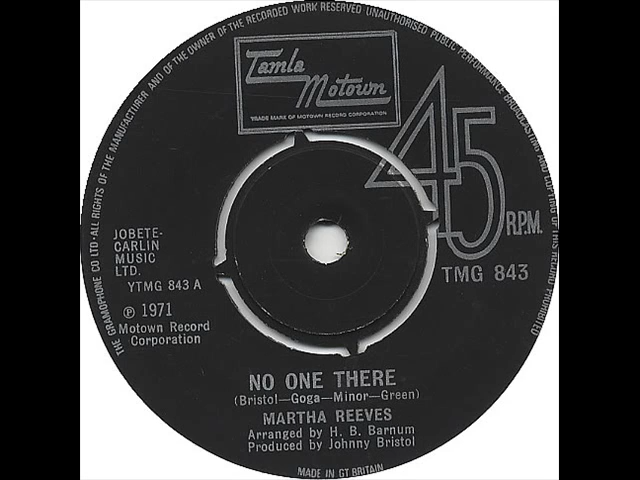 THE GRAMOPHONE CO LTD·ALL RIGHTS OF THE MANUFACTURER AND OF THE OWNER OF THE RECORDED WORK RESERVED UNAUTHORISED PUBLIC PERFORMANCE BROADCASTING AND COPYING OF THIS RECORD PROHIBITED
Tamla
Motown
TRADE MARK OF MOTOWN RECORD CORPORATION
45
R.P.M.
TMG 843
JOBETE-
CARLIN
MUSIC
LTD.
YTMG 843 A
℗ 1971
Motown Record
Corporation
NO ONE THERE
(Bristol—Goga—Minor—Green)
MARTHA REEVES
Arranged by H. B. Barnum
Produced by Johnny Bristol
MADE IN GT BRITAIN